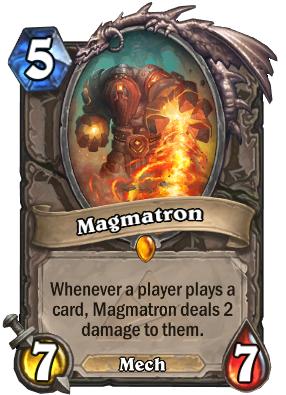 5
Magmatron
Whenever a player plays a
card, Magmatron deals 2
damage to them.
7
Mech
7